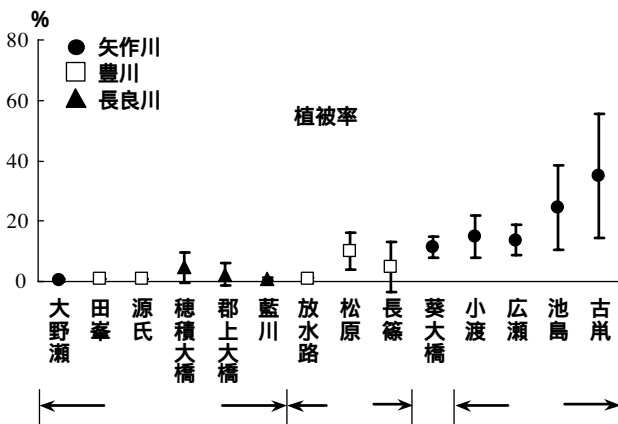 %
80
60
40
20
0
矢作川
豊川
長良川
植被率
大野瀬
田峯
源氏
穂積大橋
郡上大橋
藍川
放水路
松原
長篠
葵大橋
小渡
広瀬
池島
古鼡